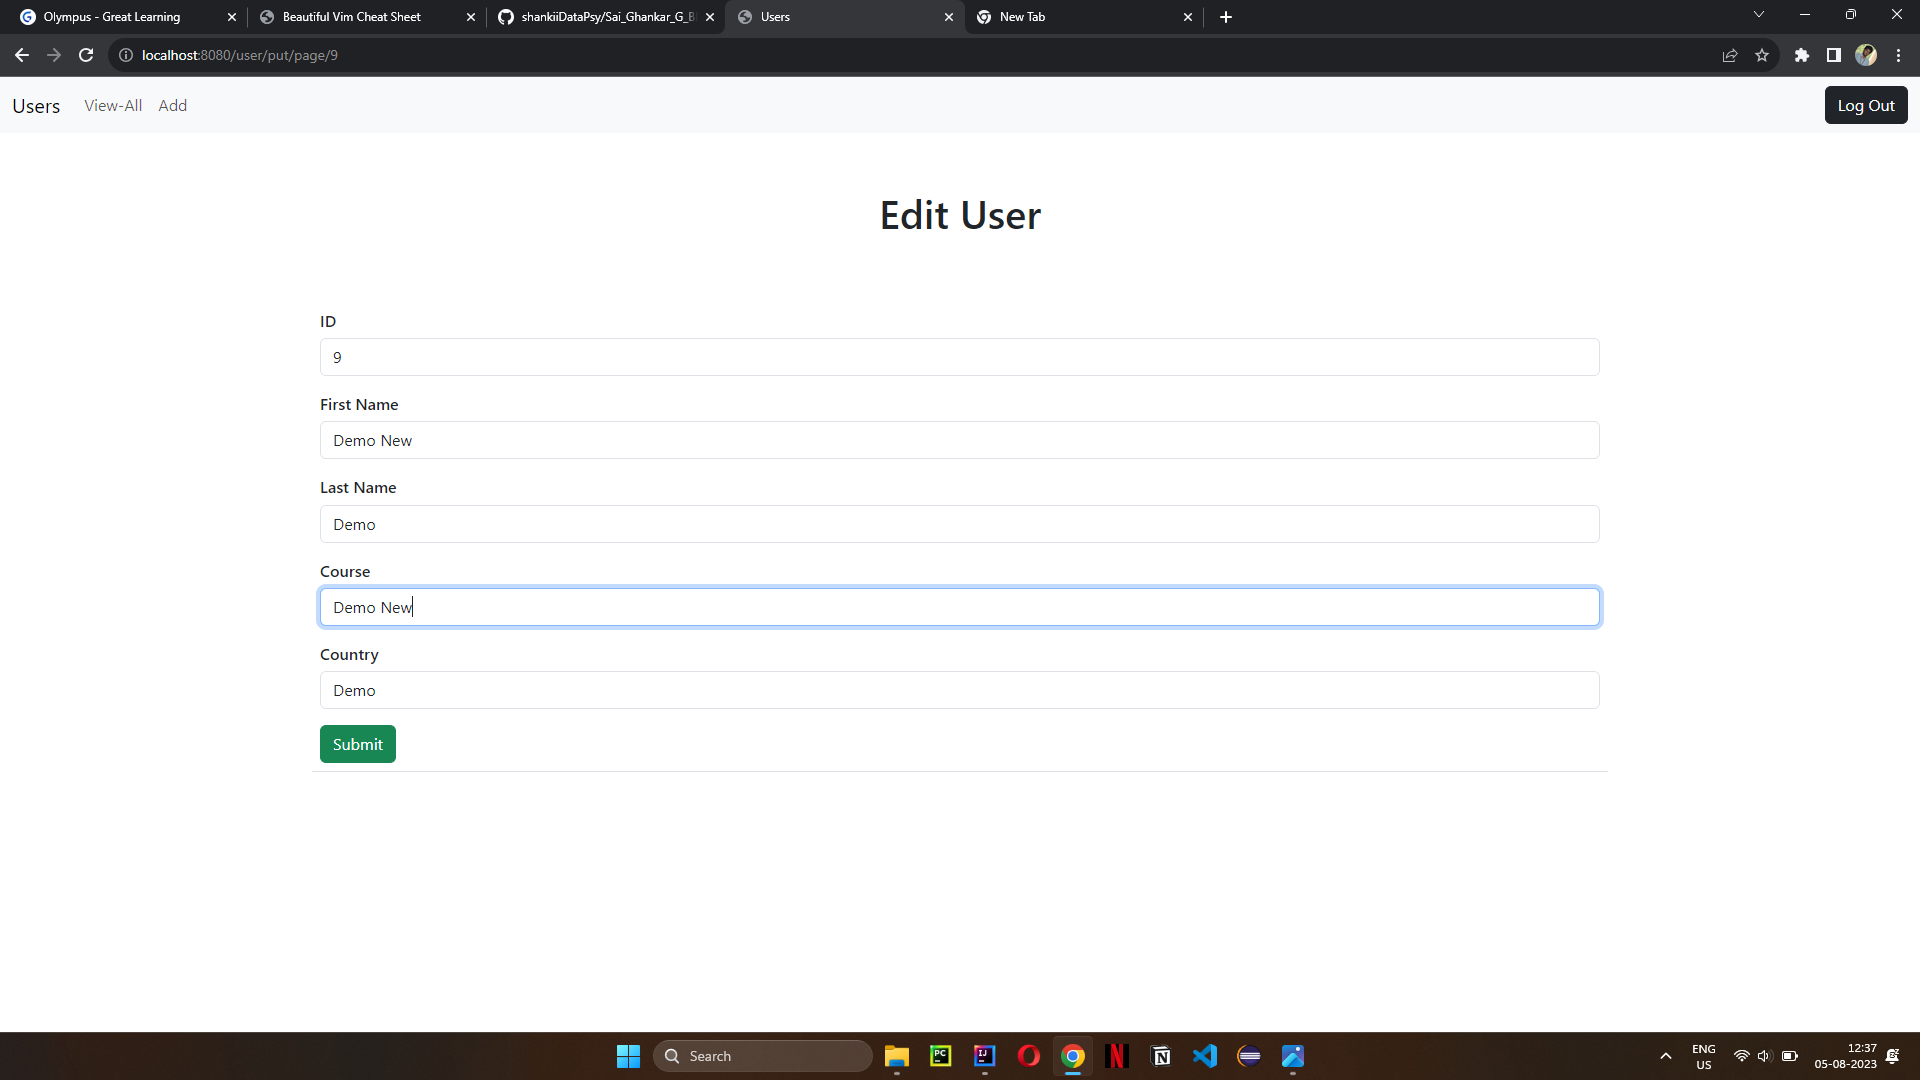 Olympus - Great Learning
Beautiful Vim Cheat Sheet
shankiiDataPsy/Sai_Ghankar_G_B
Users
New Tab
localhost:8080/user/put/page/9
Users View-All Add Log Out
Edit User
ID
9
First Name
Demo New
Last Name
Demo
Course
Demo New
Country
Demo
Submit
Search
PC
IJ
ENG
US
12:37
05-08-2023